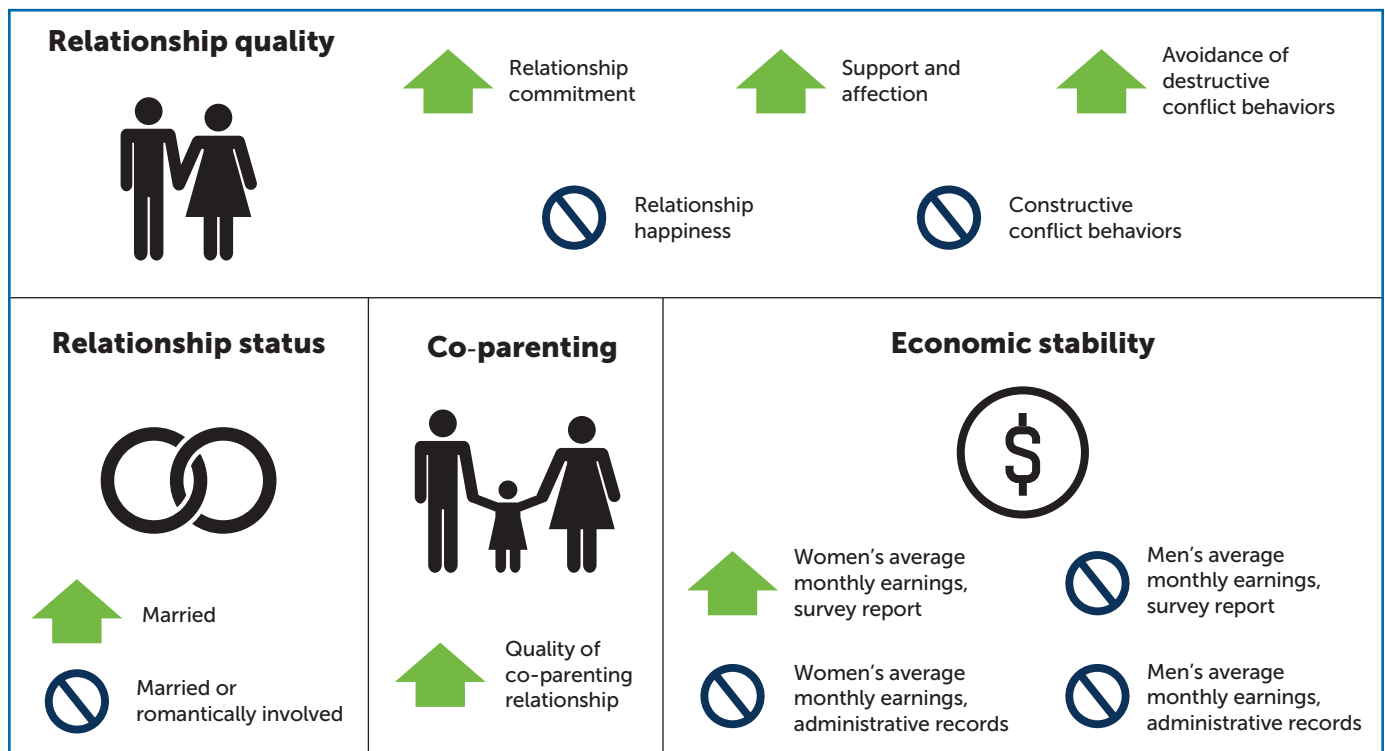 Relationship quality
Relationship
commitment
Support and
affection
Avoidance of
destructive
conflict behaviors
Relationship
happiness
Constructive
conflict behaviors
Relationship status
Married
Married or
romantically involved
Co-parenting
Quality of
co-parenting
relationship
Economic stability
$
Women’s average
monthly earnings,
survey report
Men’s average
monthly earnings,
survey report
Women’s average
monthly earnings,
administrative records
Men’s average
monthly earnings,
administrative records